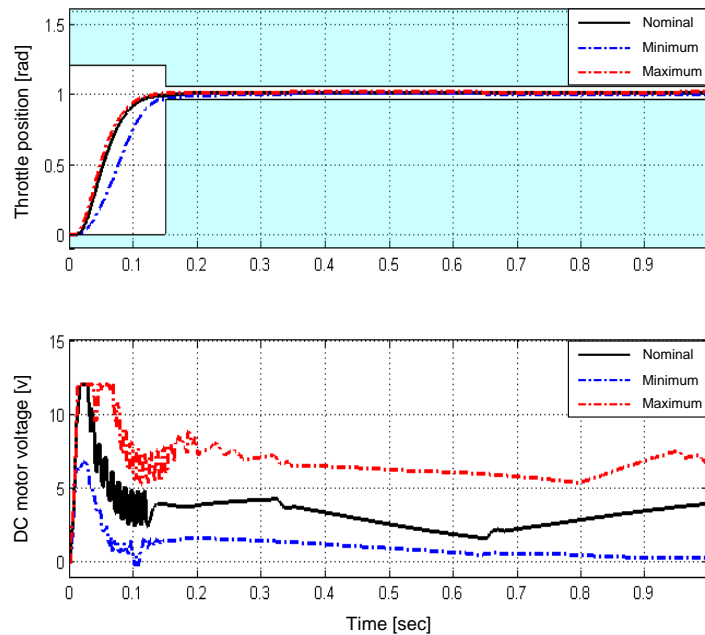 1.5
1
0.5
0
Throttle position [rad]
Nominal
Minimum
Maximum
0 0.1 0.2 0.3 0.4 0.5 0.6 0.7 0.8 0.9
15
10
5
0
DC motor voltage [v]
Nominal
Minimum
Maximum
0 0.1 0.2 0.3 0.4 0.5 0.6 0.7 0.8 0.9
Time [sec]